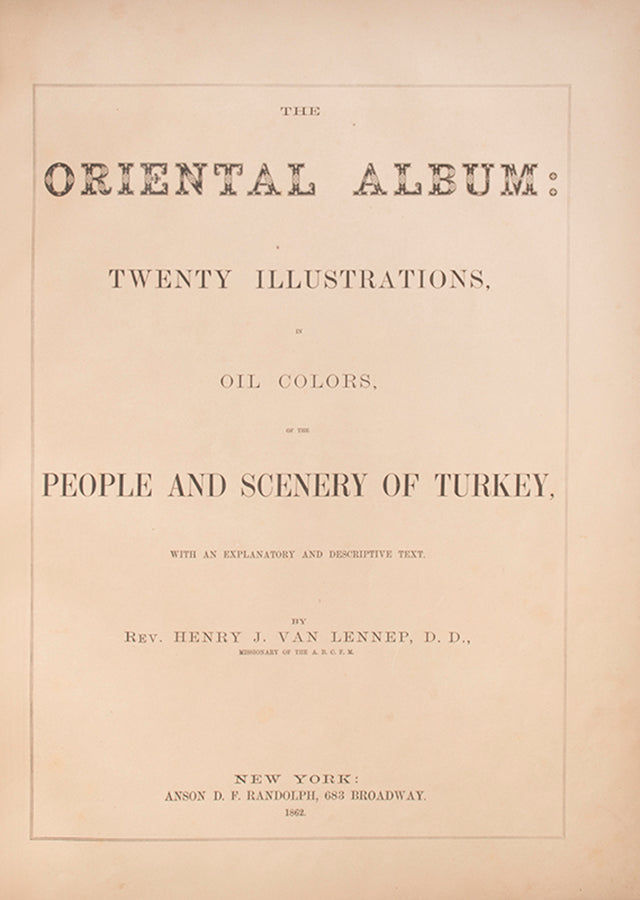 THE
ORIENTAL ALBUM:
TWENTY ILLUSTRATIONS,
IN
OIL COLORS,
OF THE
PEOPLE AND SCENERY OF TURKEY,
WITH AN EXPLANATORY AND DESCRIPTIVE TEXT.
BY
REV. HENRY J. VAN LENNEP, D. D.,
MISSIONARY OF THE A. B. C. F. M.
NEW YORK:
ANSON D. F. RANDOLPH, 683 BROADWAY.
1862.